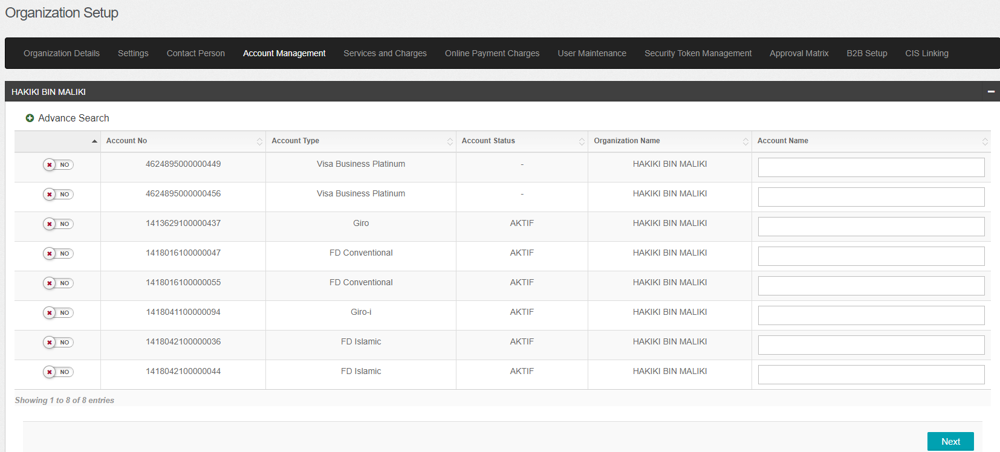 Organization Setup
Organization Details Settings Contact Person Account Management Services and Charges Online Payment Charges User Maintenance Security Token Management Approval Matrix B2B Setup CIS Linking
HAKIKI BIN MALIKI
Advance Search
Account No Account Type Account Status Organization Name Account Name
NO 4624895000000449 Visa Business Platinum - HAKIKI BIN MALIKI
NO 4624895000000456 Visa Business Platinum - HAKIKI BIN MALIKI
NO 1413629100000437 Giro AKTIF HAKIKI BIN MALIKI
NO 1418016100000047 FD Conventional AKTIF HAKIKI BIN MALIKI
NO 1418016100000055 FD Conventional AKTIF HAKIKI BIN MALIKI
NO 1418041100000094 Giro-i AKTIF HAKIKI BIN MALIKI
NO 1418042100000036 FD Islamic AKTIF HAKIKI BIN MALIKI
NO 1418042100000044 FD Islamic AKTIF HAKIKI BIN MALIKI
Showing 1 to 8 of 8 entries
Next